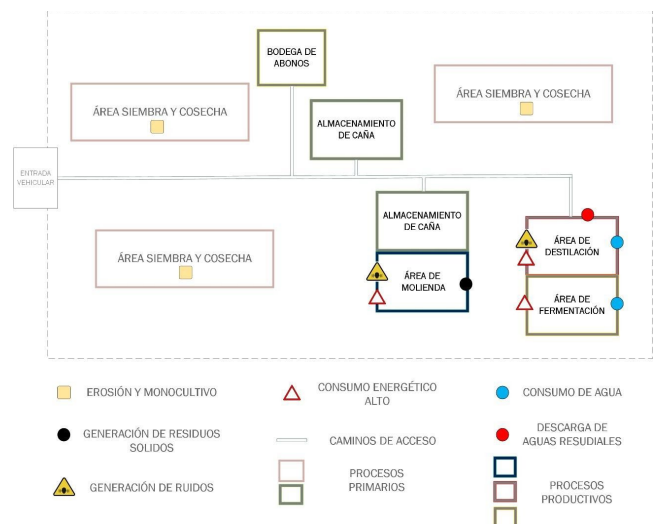 BODEGA DE
ABONOS
ÁREA SIEMBRA Y COSECHA
ÁREA SIEMBRA Y COSECHA
ALMACENAMIENTO
DE CAÑA
ENTRADA
VEHICULAR
ALMACENAMIENTO
DE CAÑA
ÁREA SIEMBRA Y COSECHA
ÁREA DE
DESTILACIÓN
ÁREA DE
MOLIENDA
ÁREA DE
FERMENTACIÓN
EROSIÓN Y MONOCULTIVO
CONSUMO ENERGÉTICO
ALTO
CONSUMO DE AGUA
GENERACIÓN DE RESIDUOS
SOLIDOS
CAMINOS DE ACCESO
DESCARGA DE
AGUAS RESUDIALES
GENERACIÓN DE RUIDOS
PROCESOS
PRIMARIOS
PROCESOS
PRODUCTIVOS